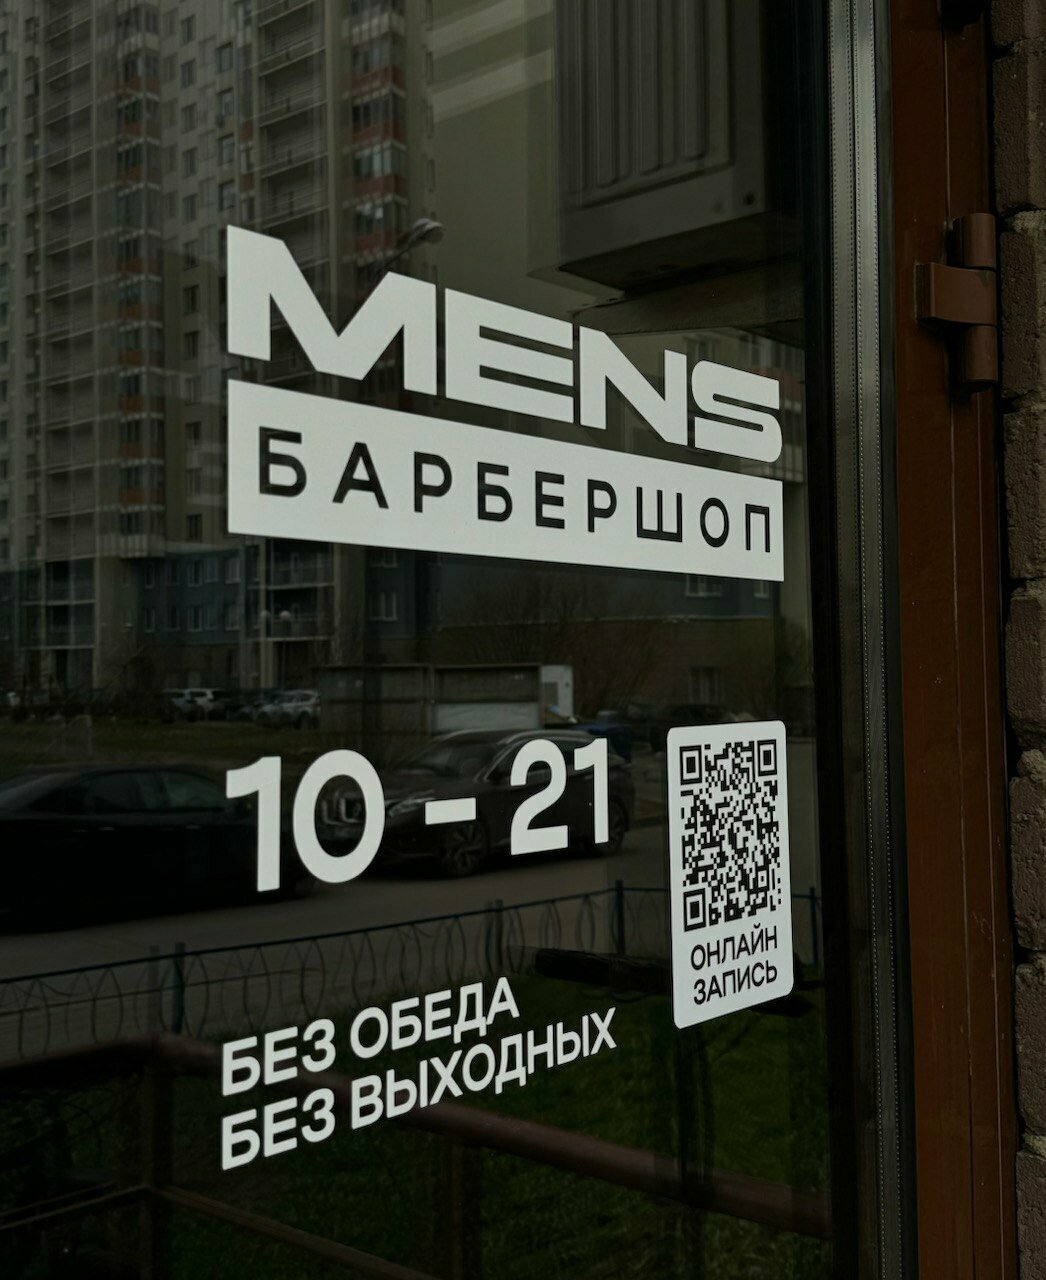 MENS
БАРБЕРШОП
10 - 21
ОНЛАЙН
ЗАПИСЬ
БЕЗ ОБЕДА
БЕЗ ВЫХОДНЫХ